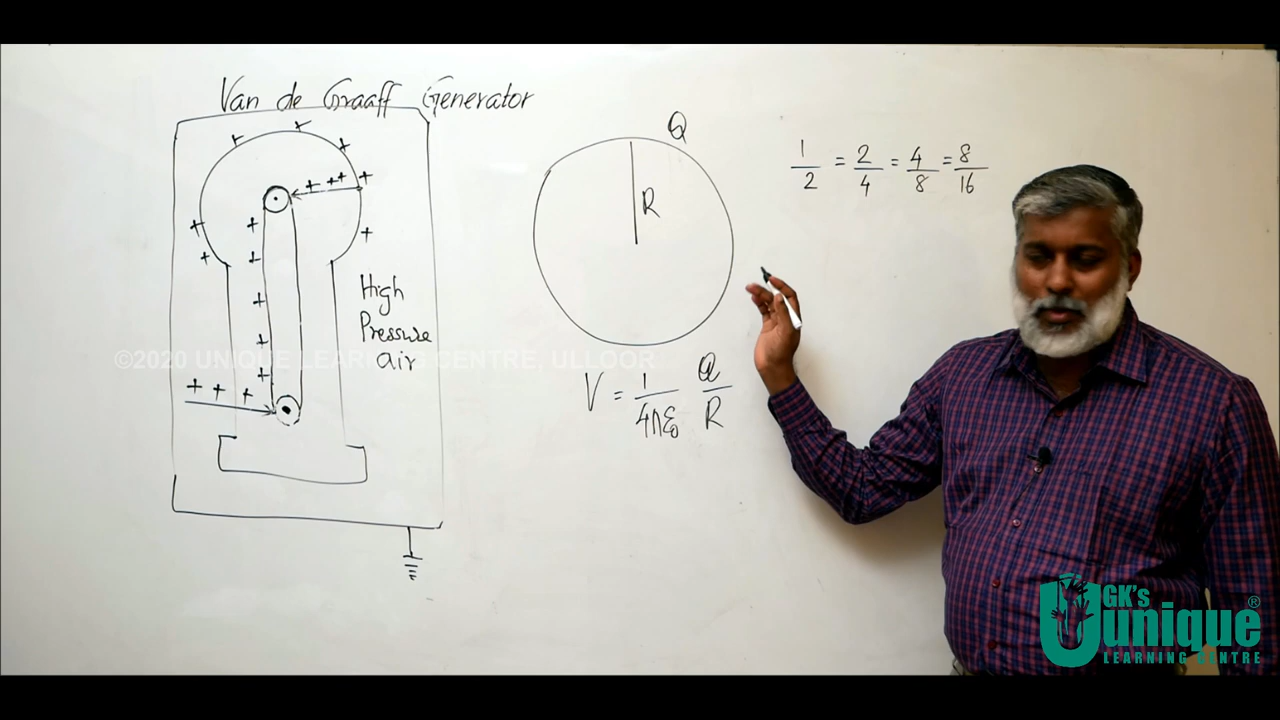 Van de Graaff Generator
+ + + + + + + + + + +
High
Pressure
air
+ + + + +
+ + +
Q
R
V = 1/4πε₀ Q/R
1/2 = 2/4 = 4/8 = 8/16
©2020 UNIQUE LEARNING CENTRE, ULLOOR
GK's
Unique®
LEARNING CENTRE